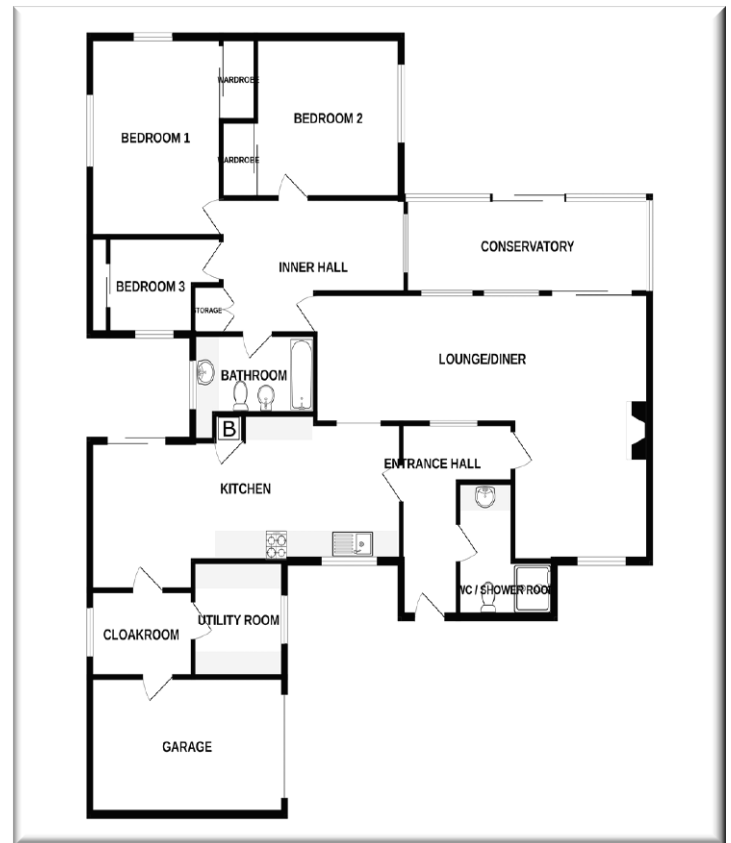 WARDROBE
BEDROOM 2
BEDROOM 1
WARDROBE
CONSERVATORY
INNER HALL
BEDROOM 3
STORAGE
LOUNGE/DINER
BATHROOM
B
ENTRANCE HALL
KITCHEN
WC / SHOWER ROOM
UTILITY ROOM
CLOAKROOM
GARAGE